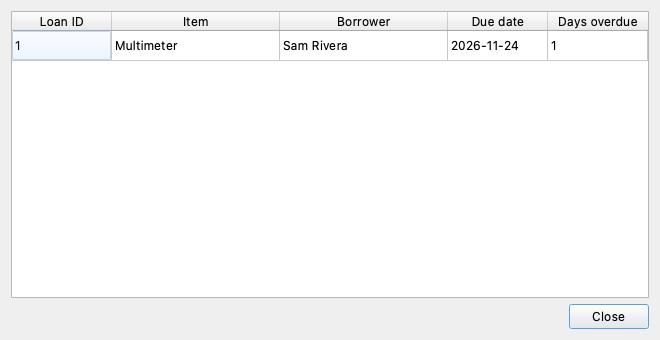 Loan ID Item Borrower Due date Days overdue
1 Multimeter Sam Rivera 2026-11-24 1
Close